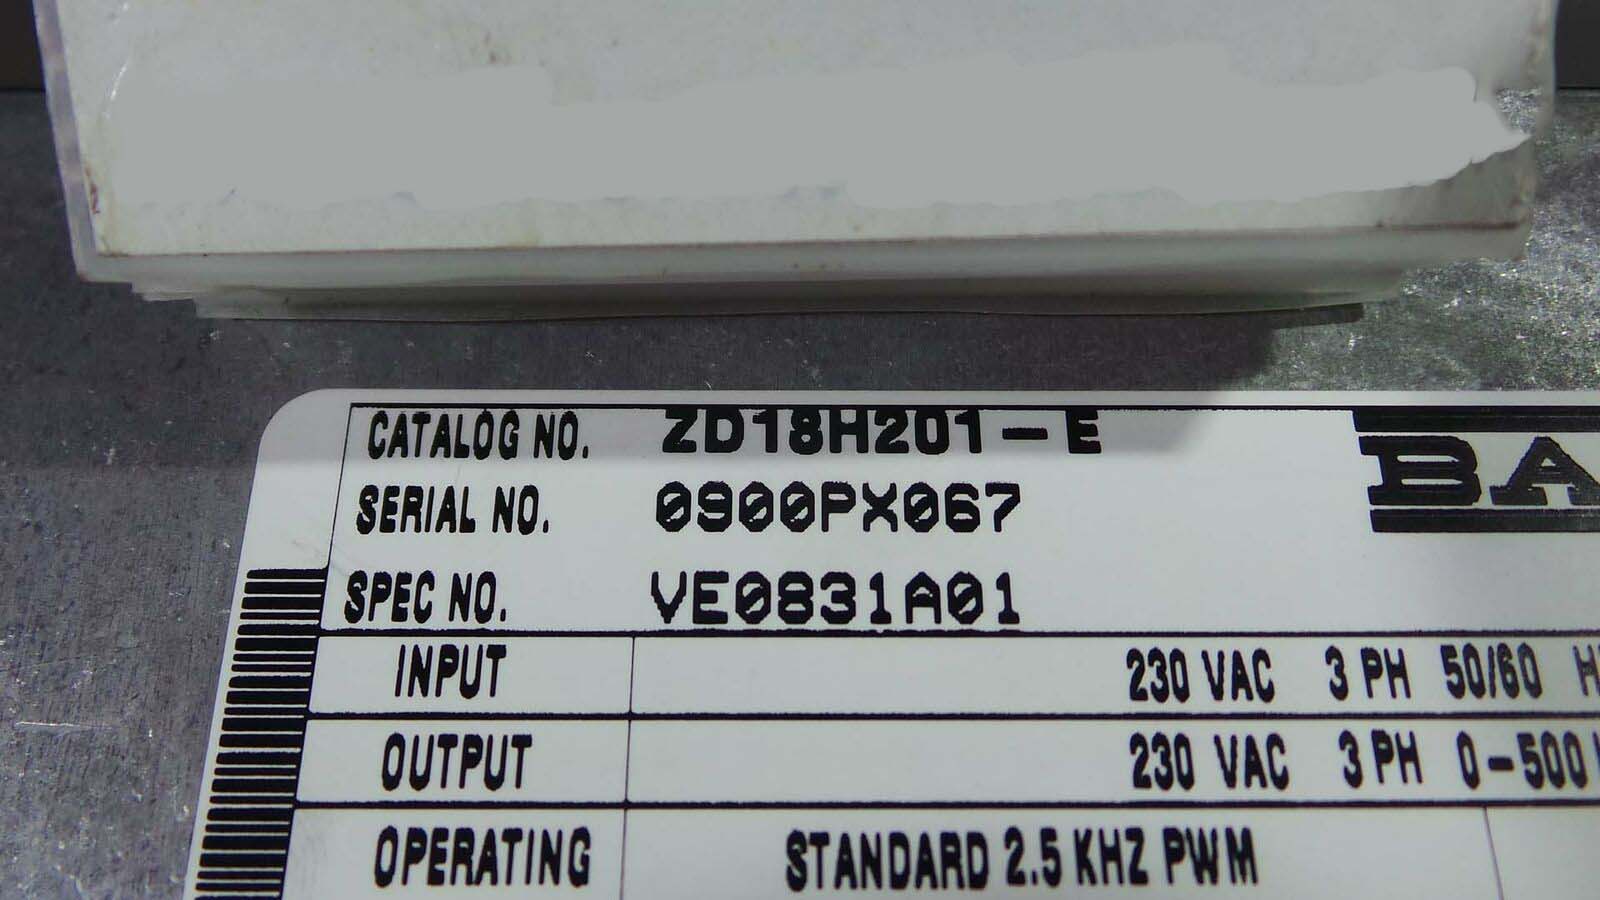 CATALOG NO. ZD18H201-E
SERIAL NO. 0900PX067
SPEC NO. VE0831A01
BA
INPUT 230 VAC 3 PH 50/60 H
OUTPUT 230 VAC 3 PH 0-500
OPERATING STANDARD 2.5 KHZ PWM